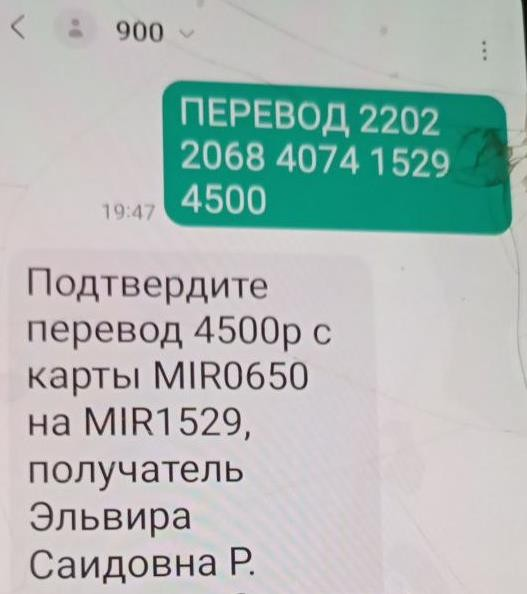 900
ПЕРЕВОД 2202
2068 4074 1529
4500
19:47
Подтвердите
перевод 4500р с
карты MIR0650
на MIR1529,
получатель
Эльвира
Саидовна Р.